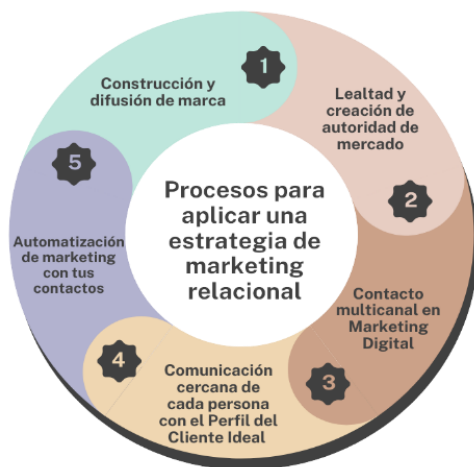 Procesos para
aplicar una
estrategia de
marketing
relacional
1
Construcción y
difusión de marca
2
Lealtad y
creación de
autoridad de
mercado
3
Contacto
multicanal en
Marketing
Digital
4
Comunicación
cercana de
cada persona
con el Perfil del
Cliente Ideal
5
Automatización
de marketing
con tus
contactos